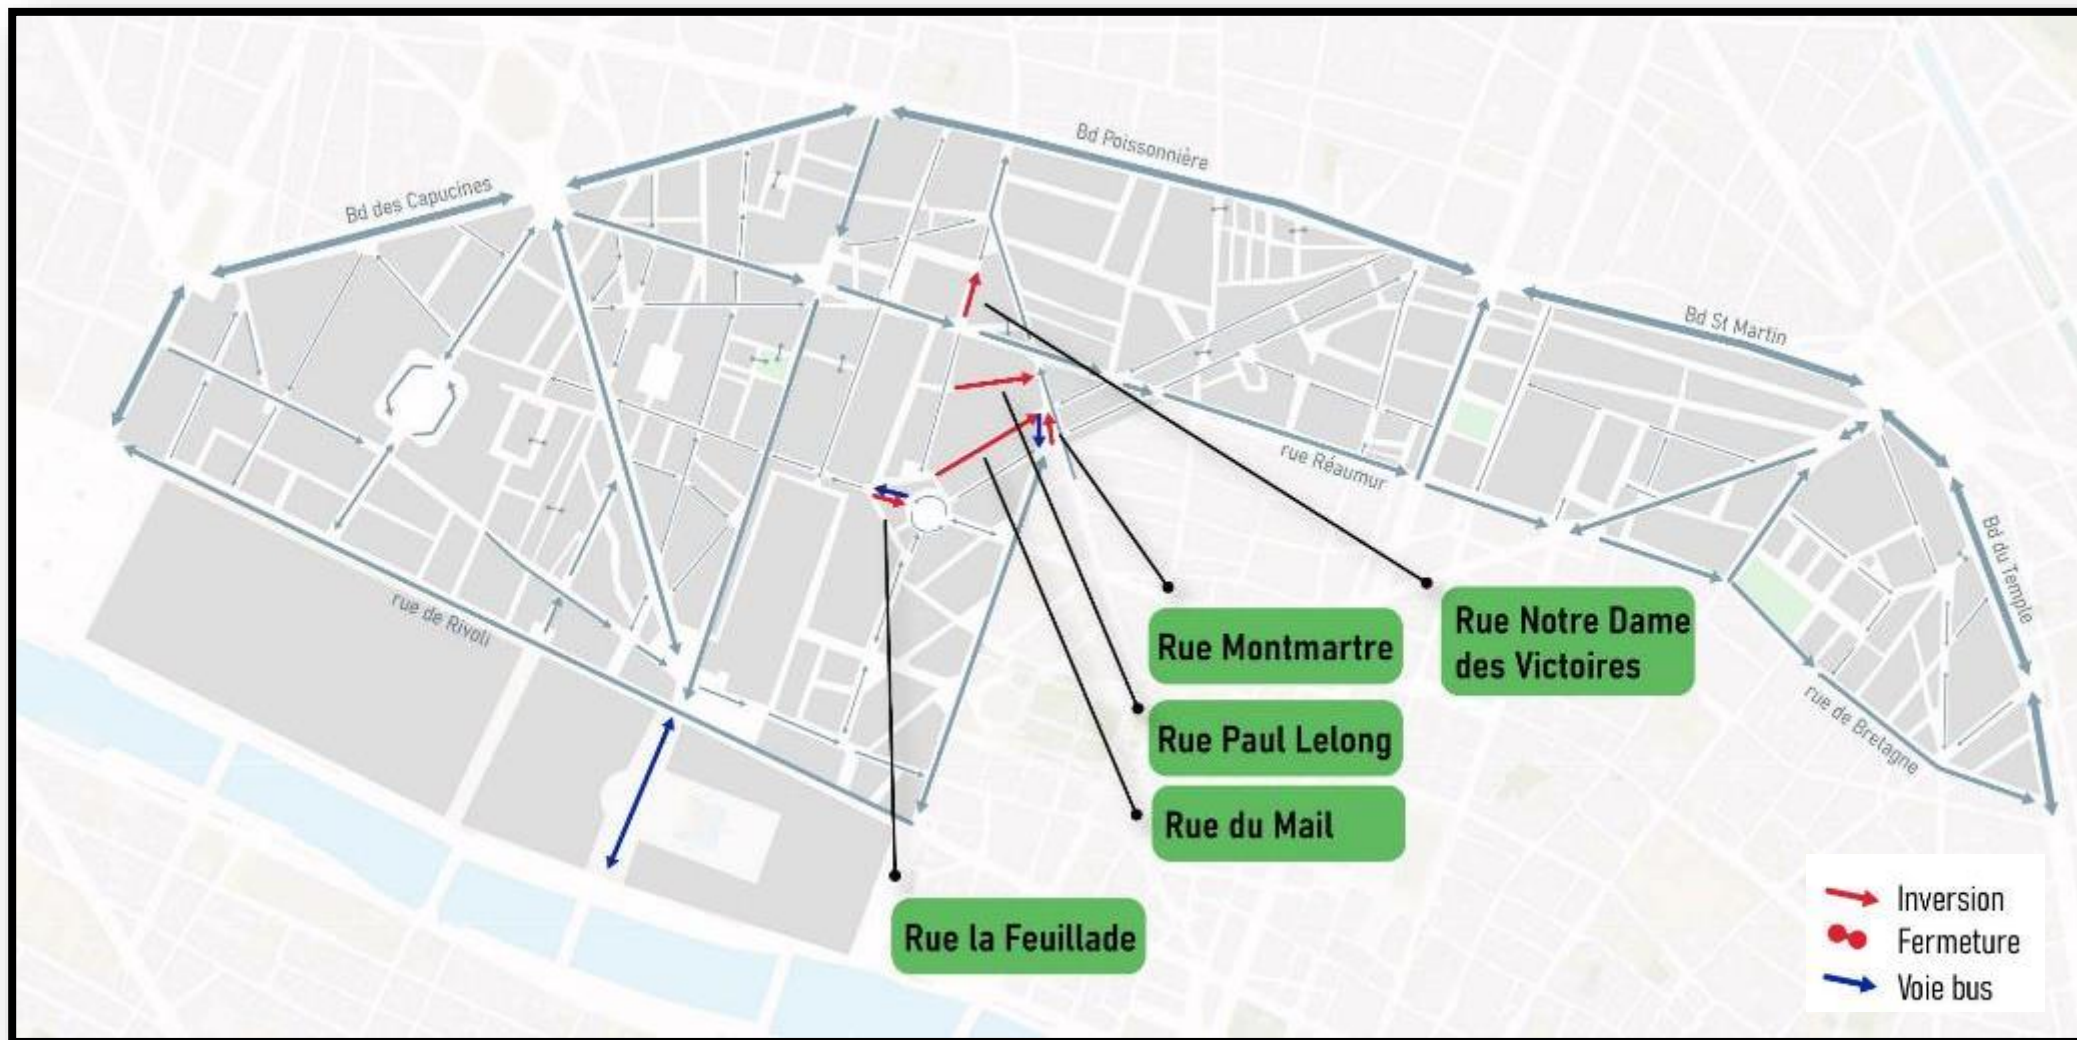 Bd Poissonnière
Bd des Capucines
Bd St Martin
rue Réaumur
Bd du Temple
rue de Rivoli
Rue Notre Dame
des Victoires
Rue Montmartre
rue de Bretagne
Rue Paul Lelong
Rue du Mail
Rue la Feuillade
Inversion
Fermeture
Voie bus